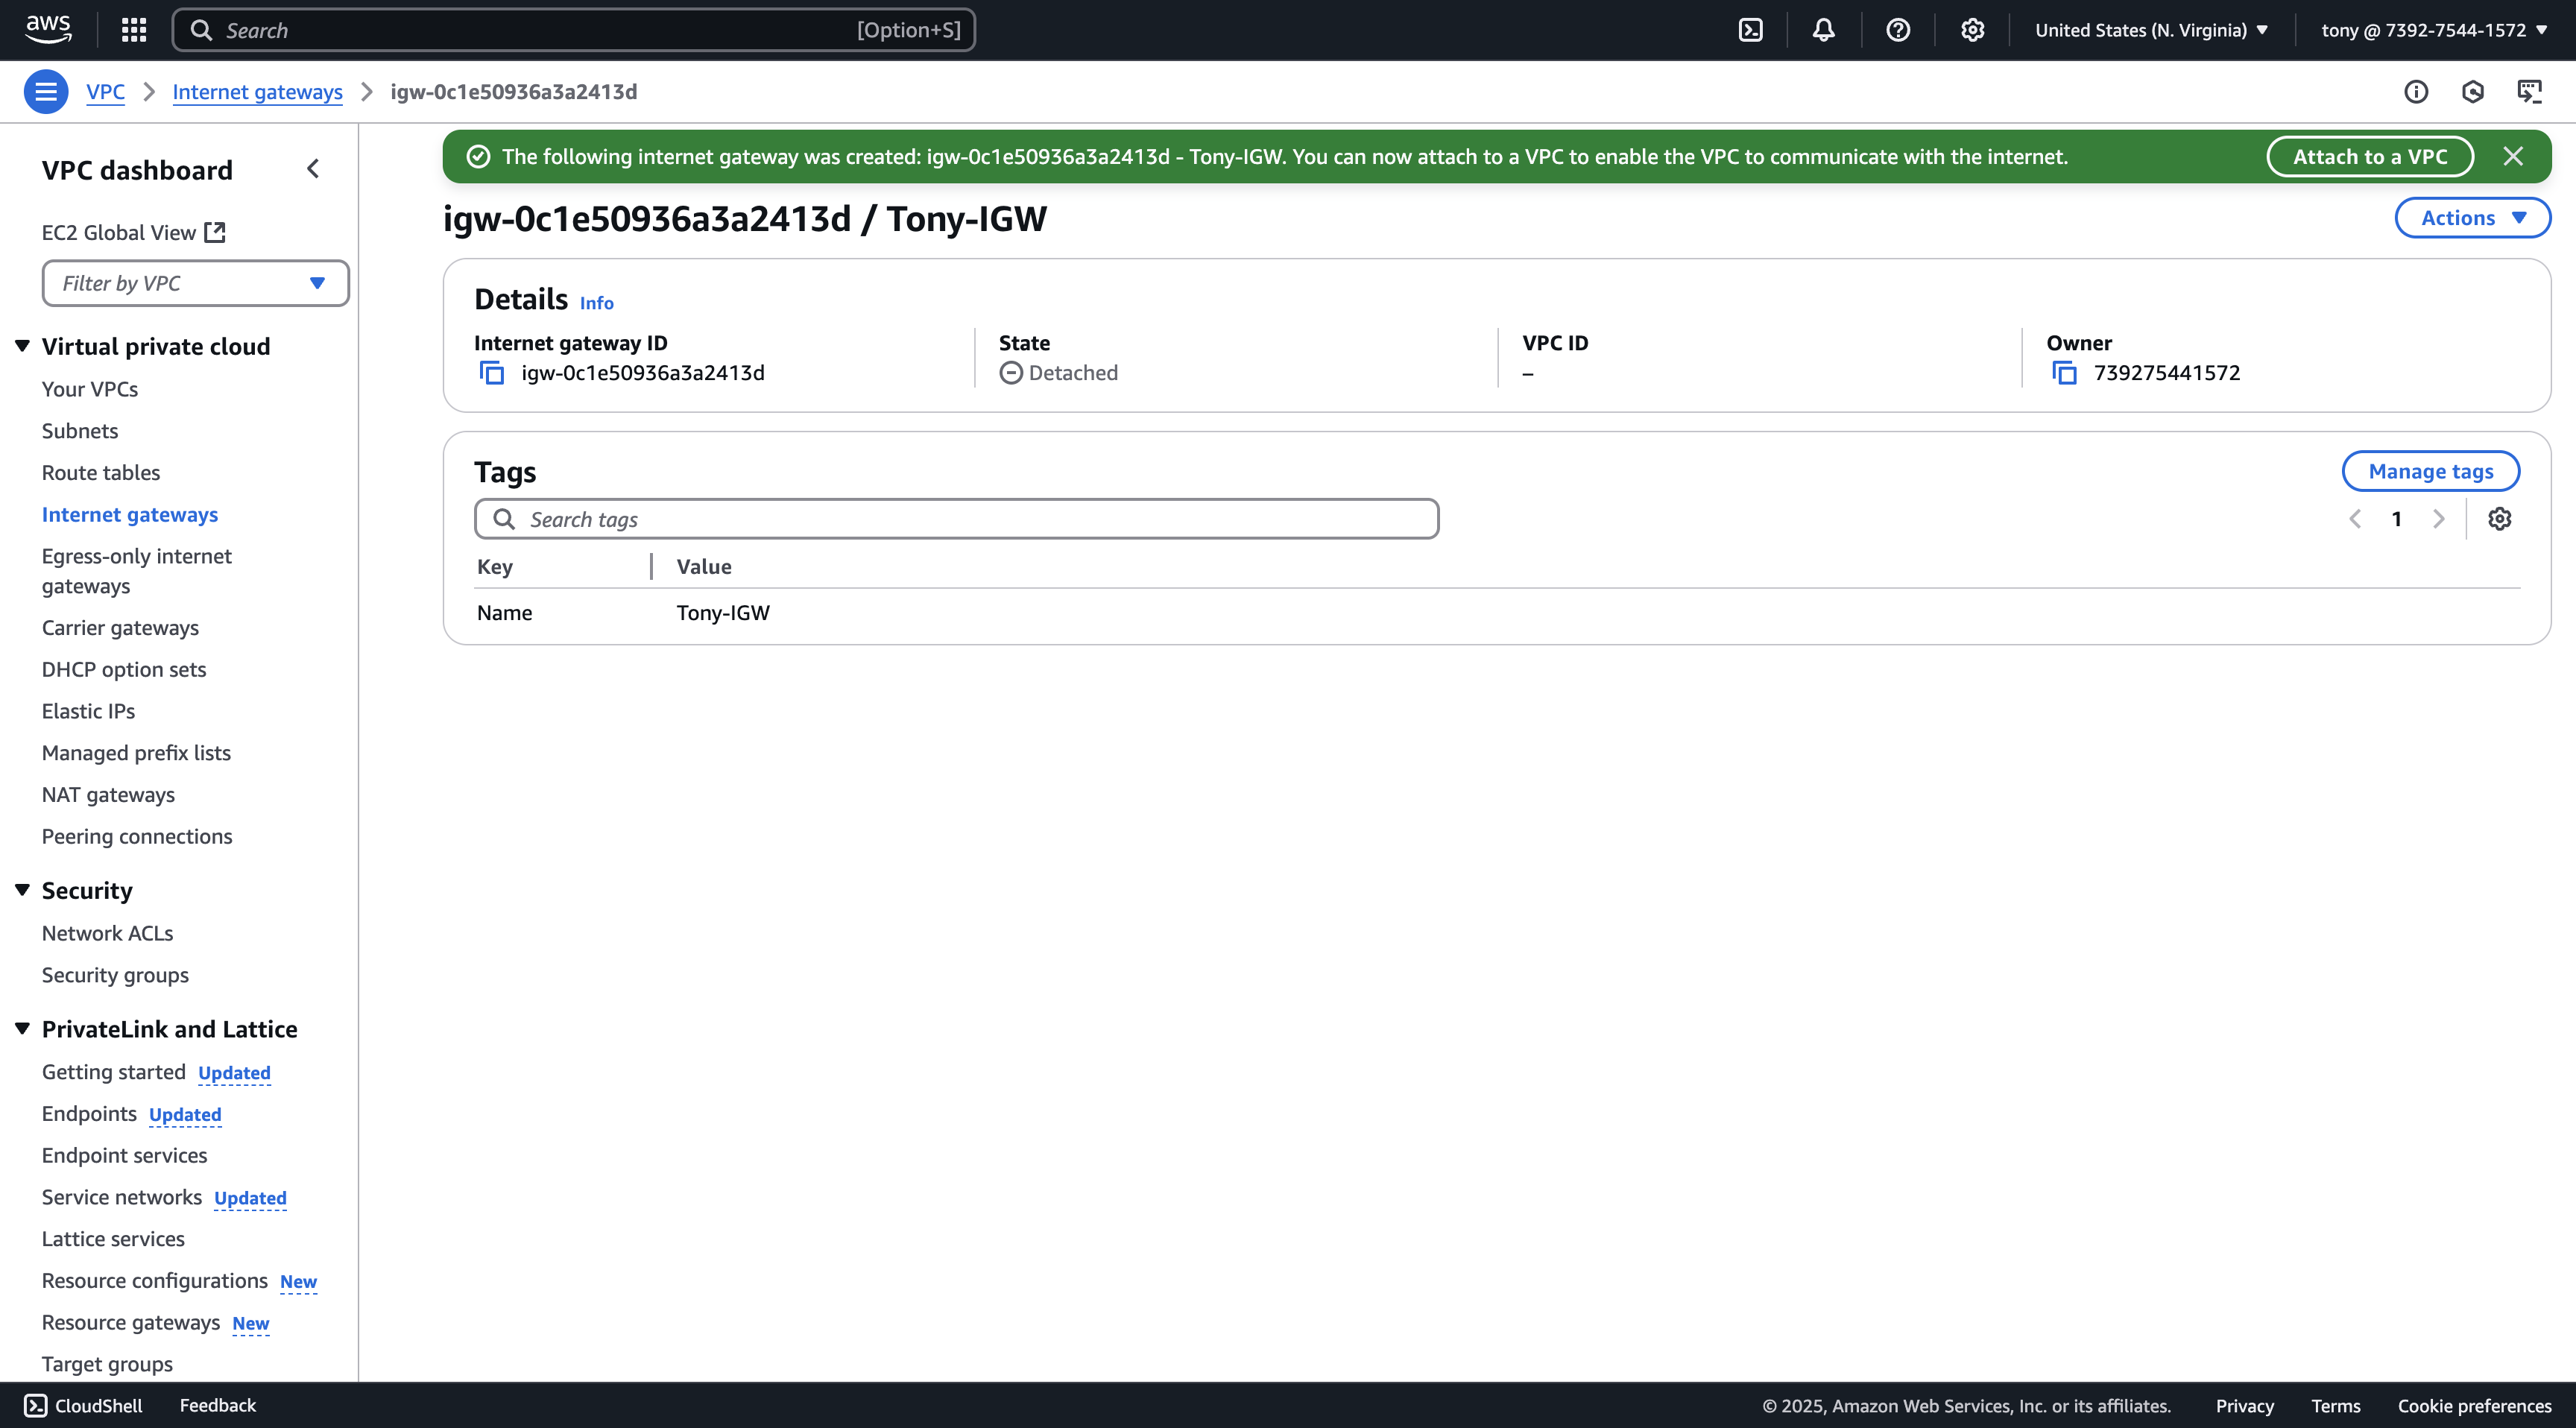 aws
Search
[Option+S]
United States (N. Virginia)
tony @ 7392-7544-1572
VPC
Internet gateways
igw-0c1e50936a3a2413d
VPC dashboard
EC2 Global View
Filter by VPC
Virtual private cloud
Your VPCs
Subnets
Route tables
Internet gateways
Egress-only internet
gateways
Carrier gateways
DHCP option sets
Elastic IPs
Managed prefix lists
NAT gateways
Peering connections
Security
Network ACLs
Security groups
PrivateLink and Lattice
Getting started Updated
Endpoints Updated
Endpoint services
Service networks Updated
Lattice services
Resource configurations New
Resource gateways New
Target groups
The following internet gateway was created: igw-0c1e50936a3a2413d - Tony-IGW. You can now attach to a VPC to enable the VPC to communicate with the internet.
Attach to a VPC
igw-0c1e50936a3a2413d / Tony-IGW
Actions
Details Info
Internet gateway ID
igw-0c1e50936a3a2413d
State
Detached
VPC ID
–
Owner
739275441572
Tags
Manage tags
Search tags
1
Key Value
Name Tony-IGW
CloudShell
Feedback
© 2025, Amazon Web Services, Inc. or its affiliates.
Privacy
Terms
Cookie preferences